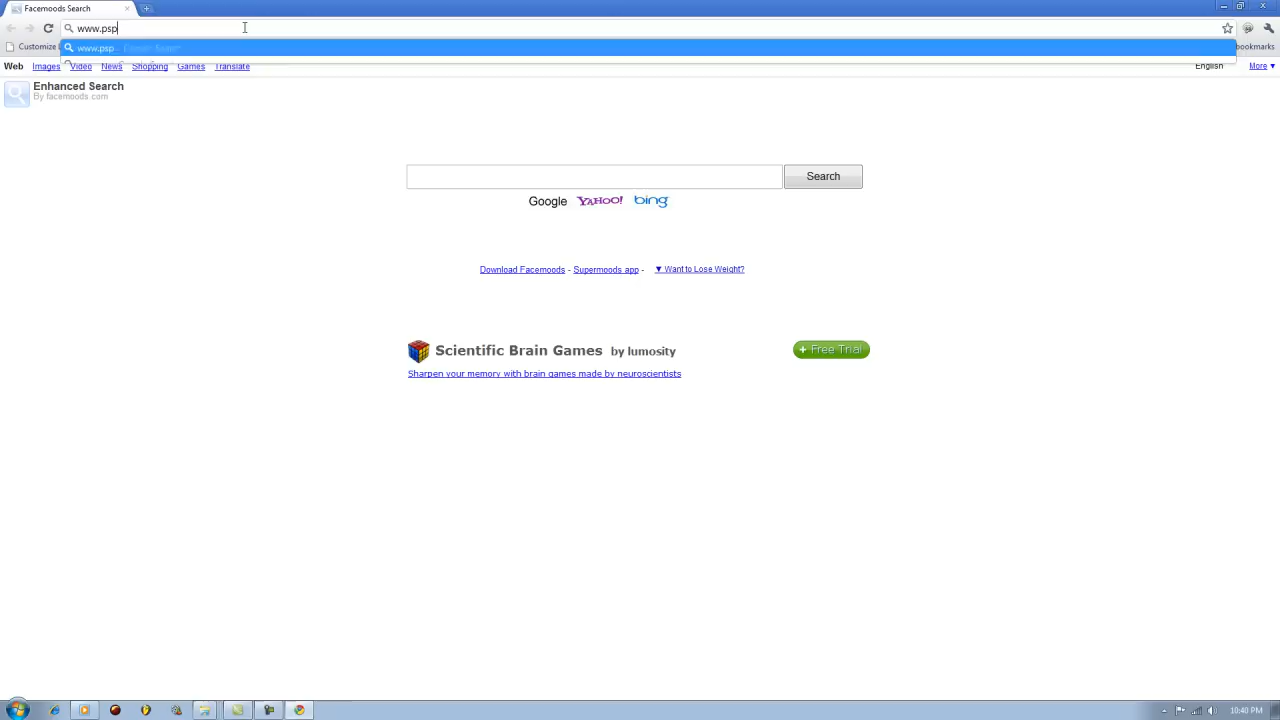 Facemoods Search
www.psp
Customize
www.psp
bookmarks
Web Images Video News Shopping Games Translate
English More ▼
Enhanced Search
By facemoods.com
Search
Google YAHOO! bing
Download Facemoods - Supermoods app - ▼ Want to Lose Weight?
Scientific Brain Games by lumosity
+ Free Trial
Sharpen your memory with brain games made by neuroscientists
10:40 PM